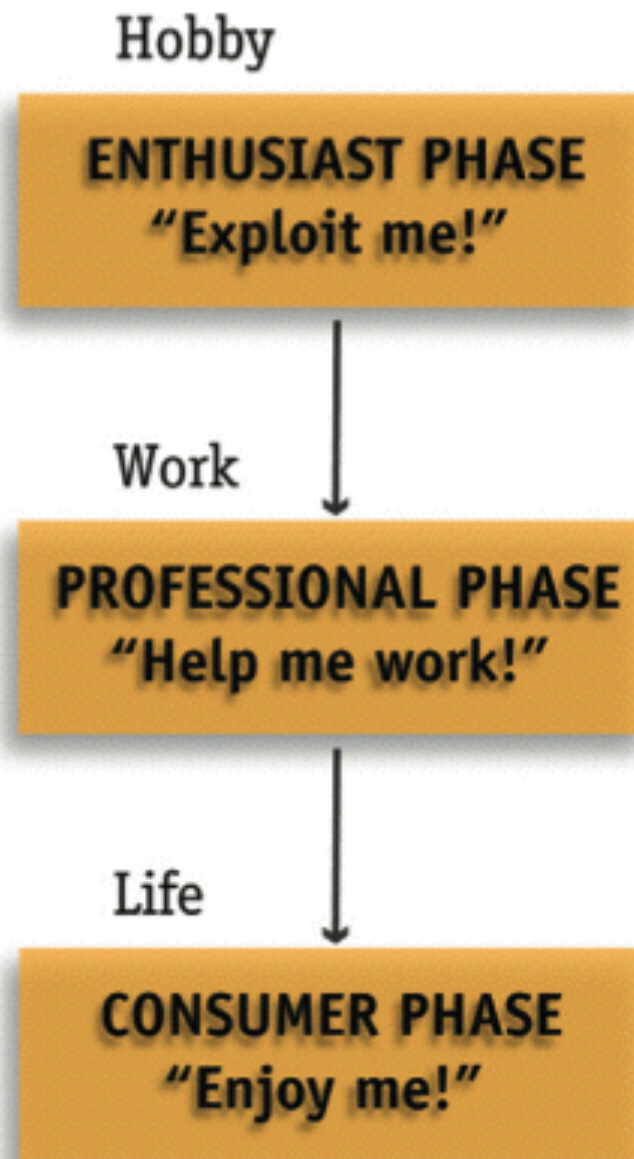 Hobby
ENTHUSIAST PHASE
“Exploit me!”
Work
PROFESSIONAL PHASE
“Help me work!”
Life
CONSUMER PHASE
“Enjoy me!”